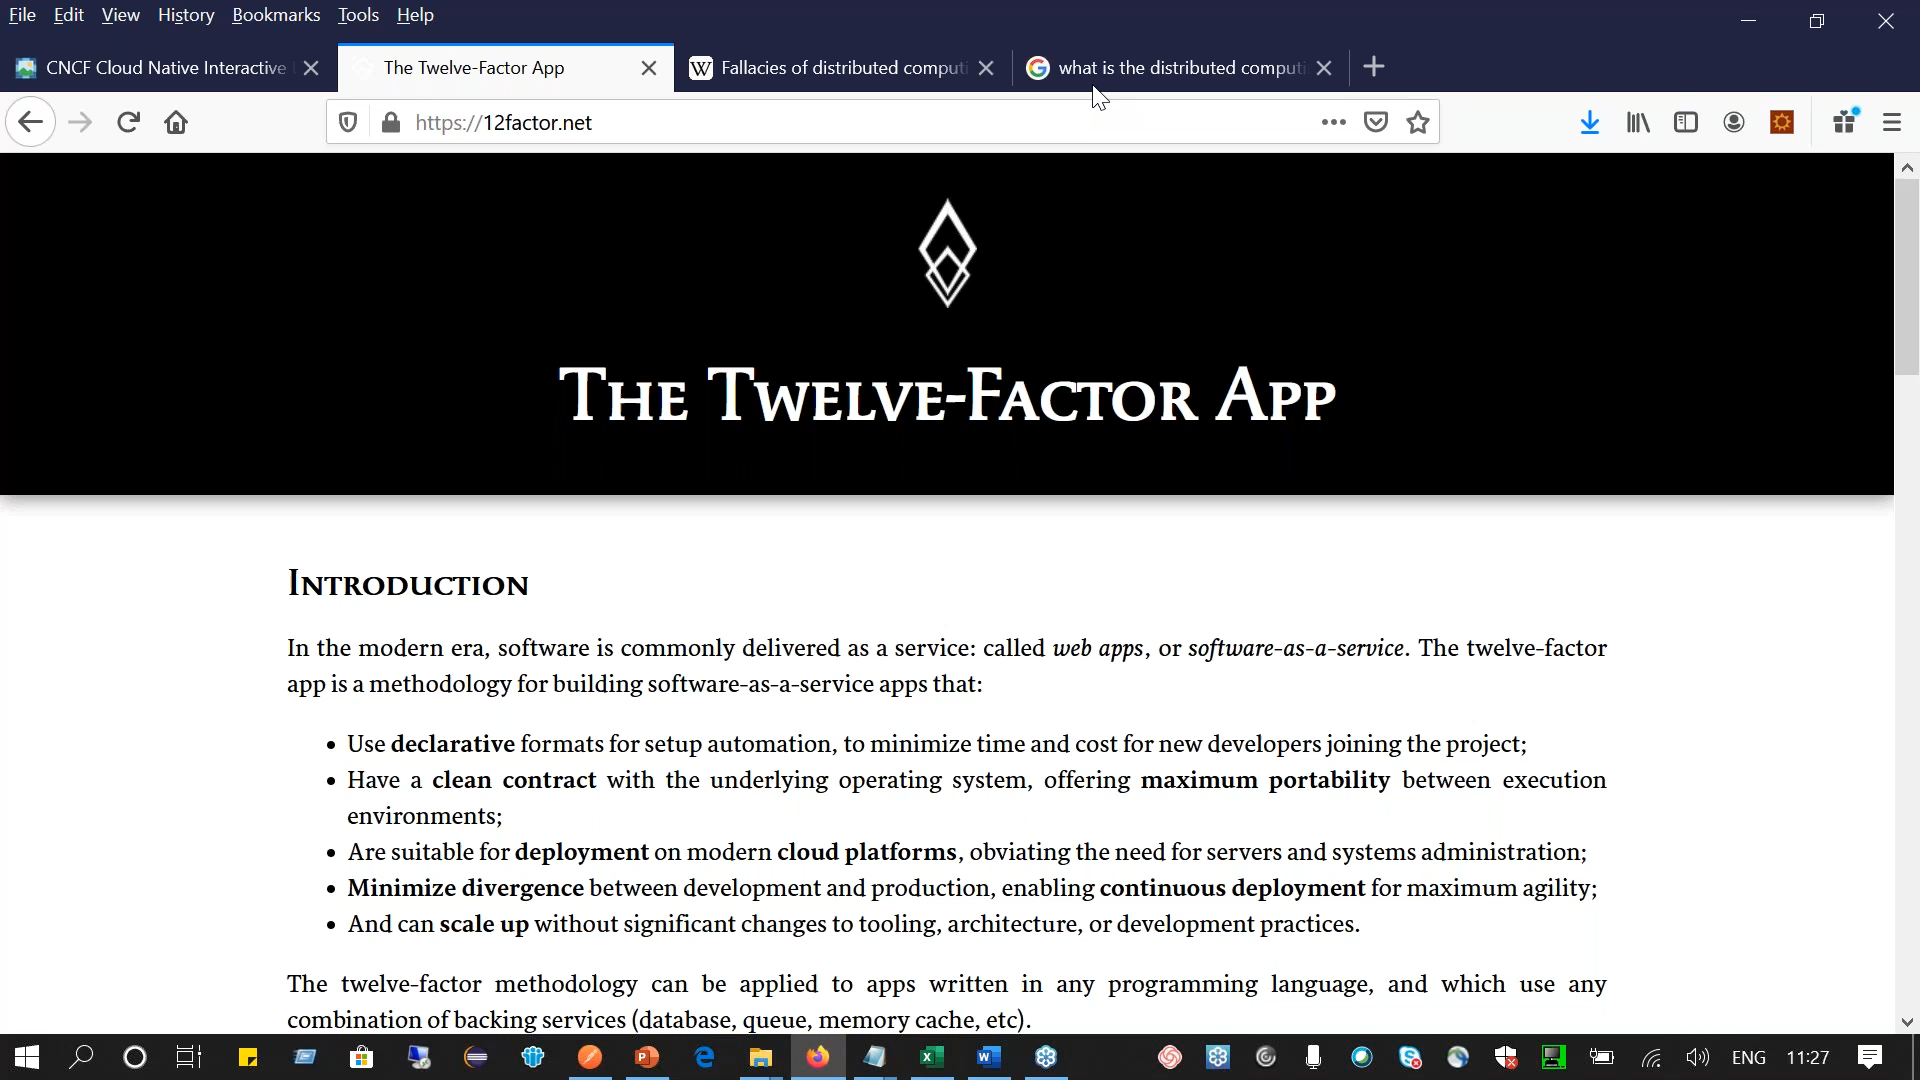 File Edit View History Bookmarks Tools Help
CNCF Cloud Native Interactive
The Twelve-Factor App
Fallacies of distributed computi
what is the distributed computi
https://12factor.net
The Twelve-Factor App
Introduction
In the modern era, software is commonly delivered as a service: called web apps, or software-as-a-service. The twelve-factor
app is a methodology for building software-as-a-service apps that:
• Use declarative formats for setup automation, to minimize time and cost for new developers joining the project;
• Have a clean contract with the underlying operating system, offering maximum portability between execution
environments;
• Are suitable for deployment on modern cloud platforms, obviating the need for servers and systems administration;
• Minimize divergence between development and production, enabling continuous deployment for maximum agility;
• And can scale up without significant changes to tooling, architecture, or development practices.
The twelve-factor methodology can be applied to apps written in any programming language, and which use any
combination of backing services (database, queue, memory cache, etc).
ENG 11:27